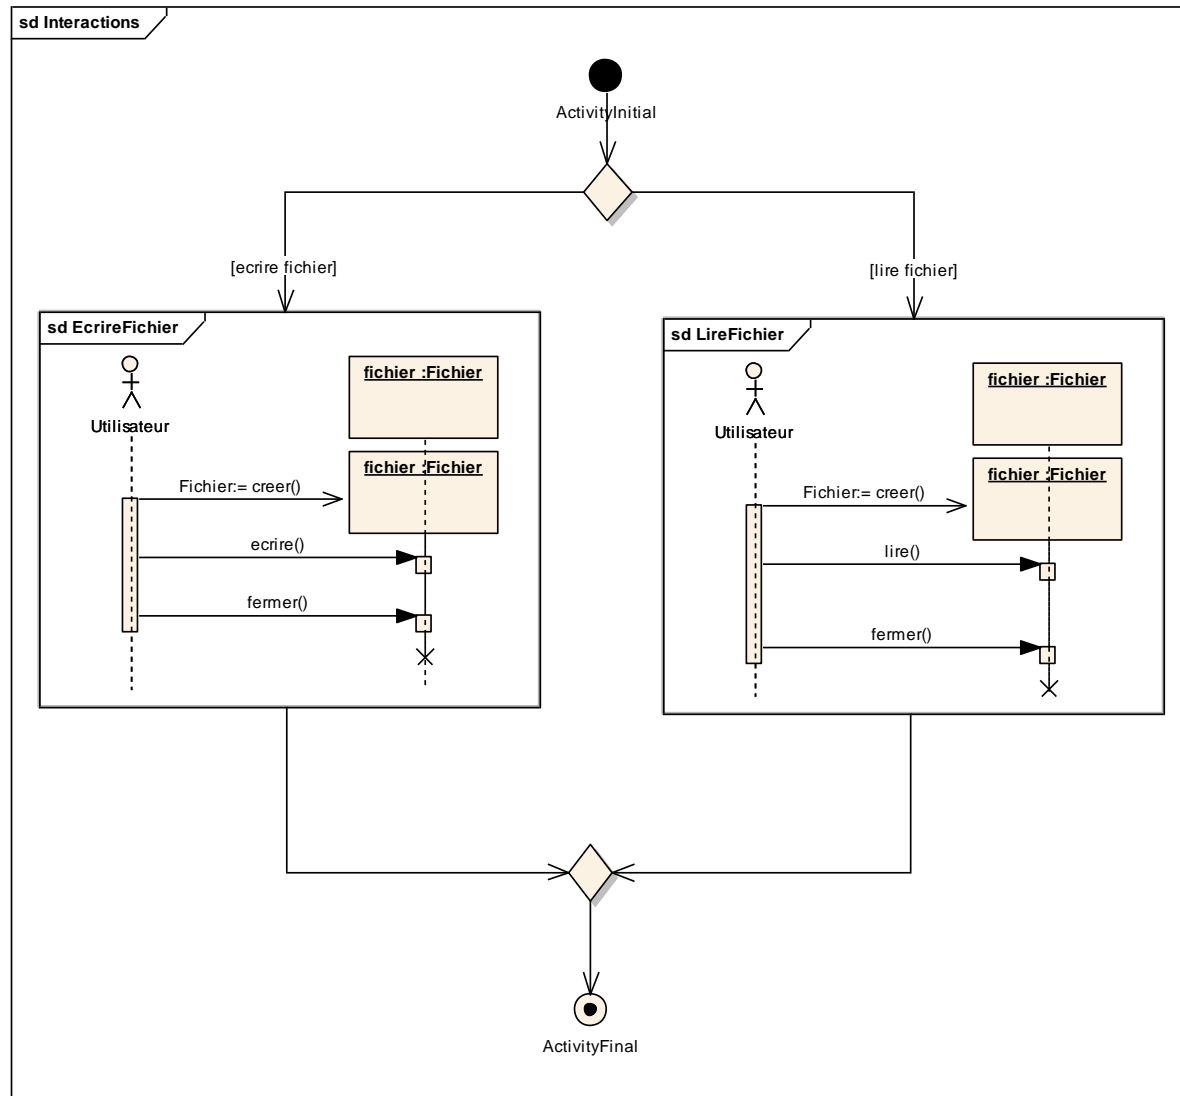 sd Interactions
ActivityInitial
[ecrire fichier]
[lire fichier]
sd EcrireFichier
Utilisateur
fichier :Fichier
fichier :Fichier
Fichier:= creer()
ecrire()
fermer()
sd LireFichier
Utilisateur
fichier :Fichier
fichier :Fichier
Fichier:= creer()
lire()
fermer()
ActivityFinal